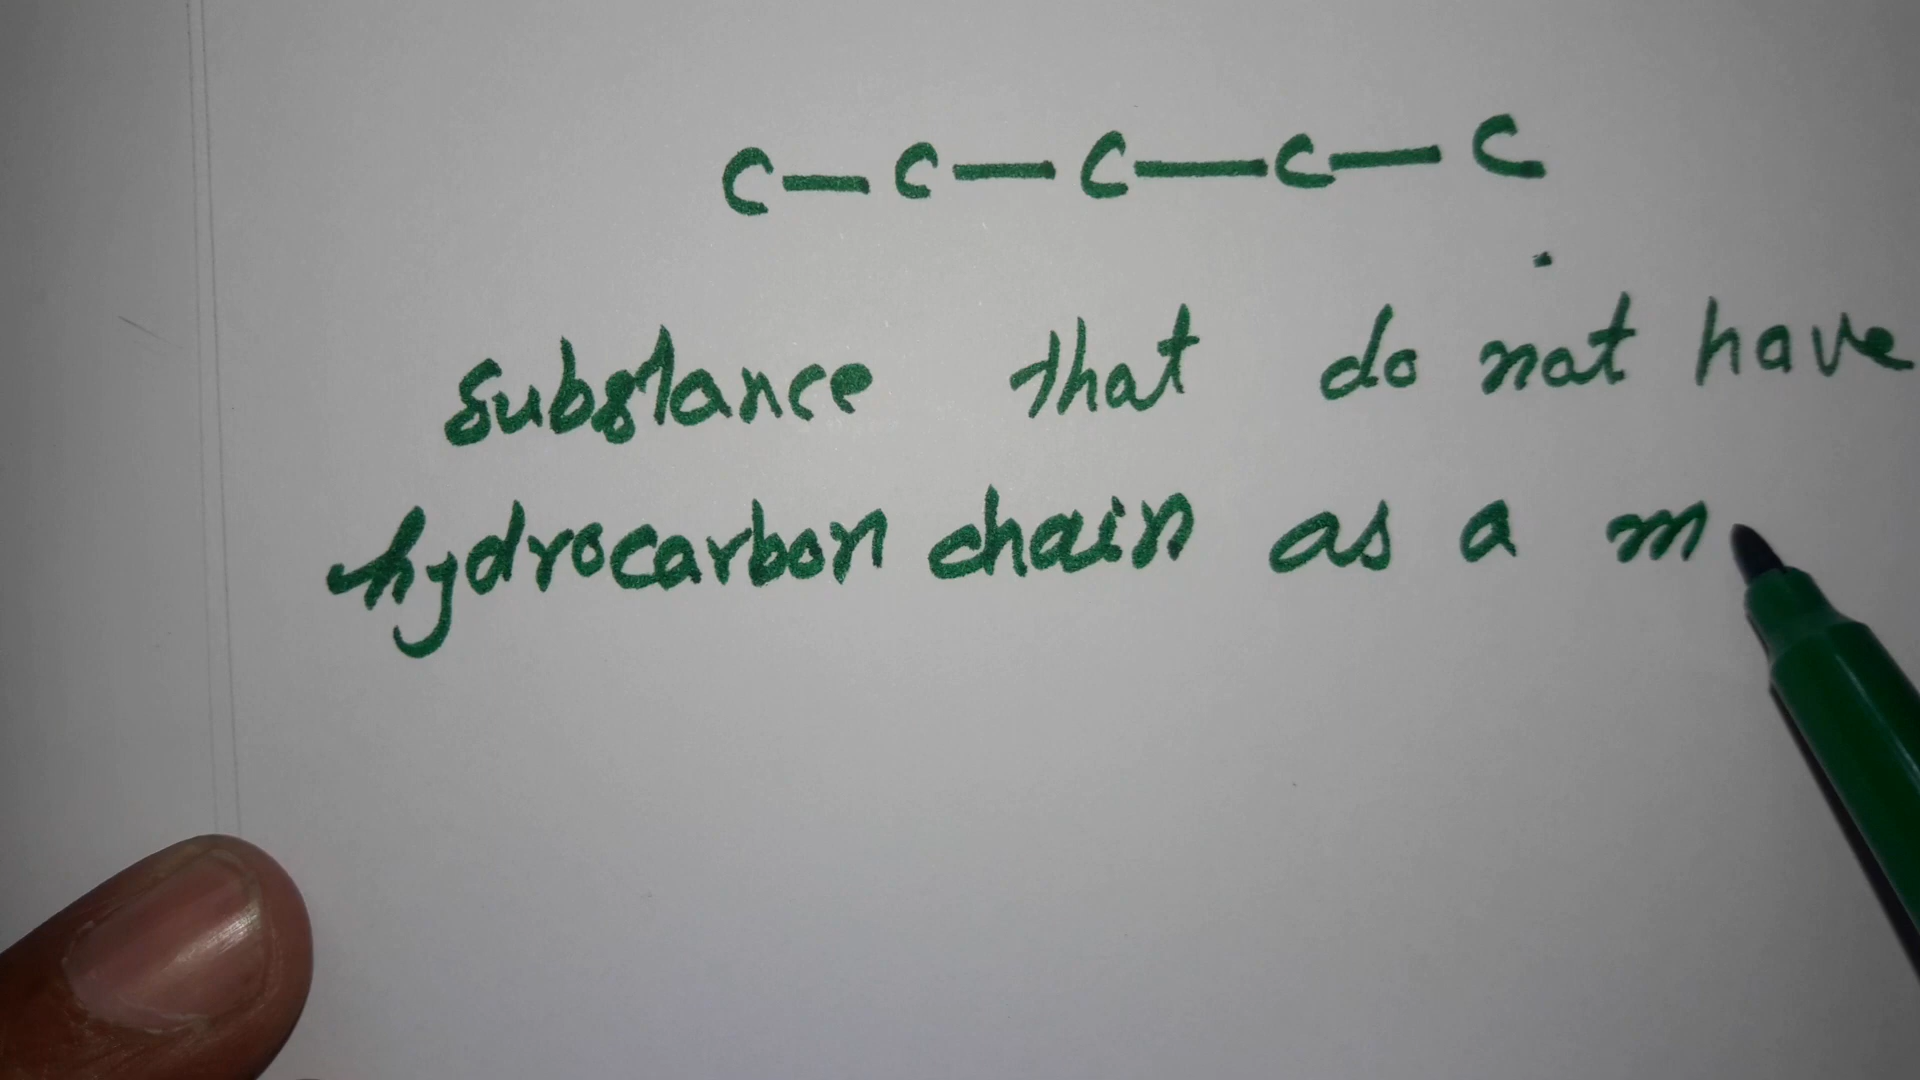 C — C — C — C — C
substance that do not have
hydrocarbon chain as a m